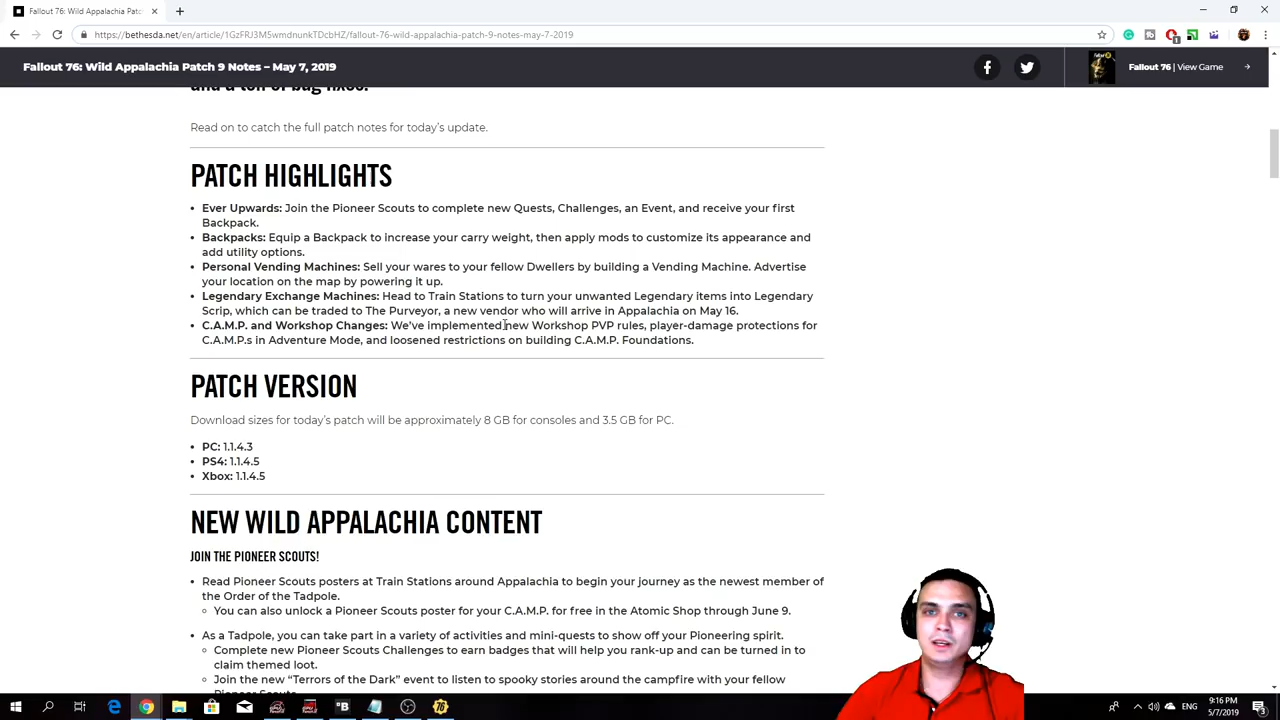 Fallout 76: Wild Appalachia Patc
https://bethesda.net/en/article/1GzFRJ3M5wmdnunkTDcbHZ/fallout-76-wild-appalachia-patch-9-notes-may-7-2019
Fallout 76: Wild Appalachia Patch 9 Notes – May 7, 2019
Fallout 76 | View Game
and a ton of bug fixes.
Read on to catch the full patch notes for today's update.
PATCH HIGHLIGHTS
Ever Upwards: Join the Pioneer Scouts to complete new Quests, Challenges, an Event, and receive your first
Backpack.
Backpacks: Equip a Backpack to increase your carry weight, then apply mods to customize its appearance and
add utility options.
Personal Vending Machines: Sell your wares to your fellow Dwellers by building a Vending Machine. Advertise
your location on the map by powering it up.
Legendary Exchange Machines: Head to Train Stations to turn your unwanted Legendary items into Legendary
Scrip, which can be traded to The Purveyor, a new vendor who will arrive in Appalachia on May 16.
C.A.M.P. and Workshop Changes: We've implemented new Workshop PVP rules, player-damage protections for
C.A.M.P.s in Adventure Mode, and loosened restrictions on building C.A.M.P. Foundations.
PATCH VERSION
Download sizes for today's patch will be approximately 8 GB for consoles and 3.5 GB for PC.
PC: 1.1.4.3
PS4: 1.1.4.5
Xbox: 1.1.4.5
NEW WILD APPALACHIA CONTENT
JOIN THE PIONEER SCOUTS!
Read Pioneer Scouts posters at Train Stations around Appalachia to begin your journey as the newest member of
the Order of the Tadpole.
You can also unlock a Pioneer Scouts poster for your C.A.M.P. for free in the Atomic Shop through June 9.
As a Tadpole, you can take part in a variety of activities and mini-quests to show off your Pioneering spirit.
Complete new Pioneer Scouts Challenges to earn badges that will help you rank-up and can be turned in to
claim themed loot.
Join the new “Terrors of the Dark” event to listen to spooky stories around the campfire with your fellow
Pioneer Scouts.
9:16 PM
5/7/2019